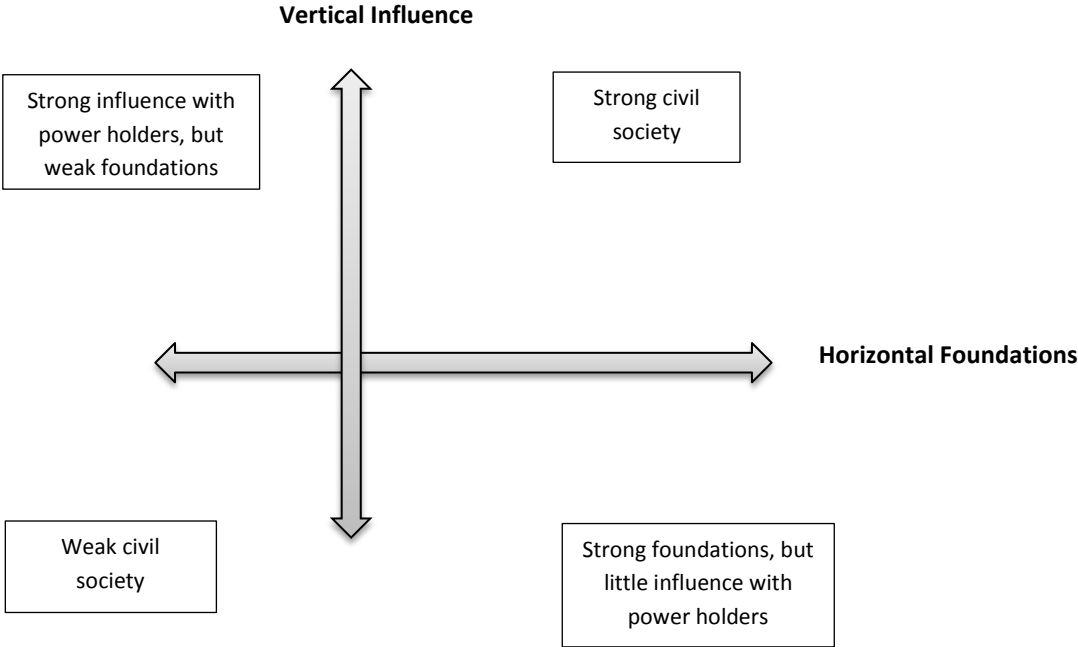 Vertical Influence
Strong influence with
power holders, but
weak foundations
Strong civil
society
Horizontal Foundations
Weak civil
society
Strong foundations, but
little influence with
power holders